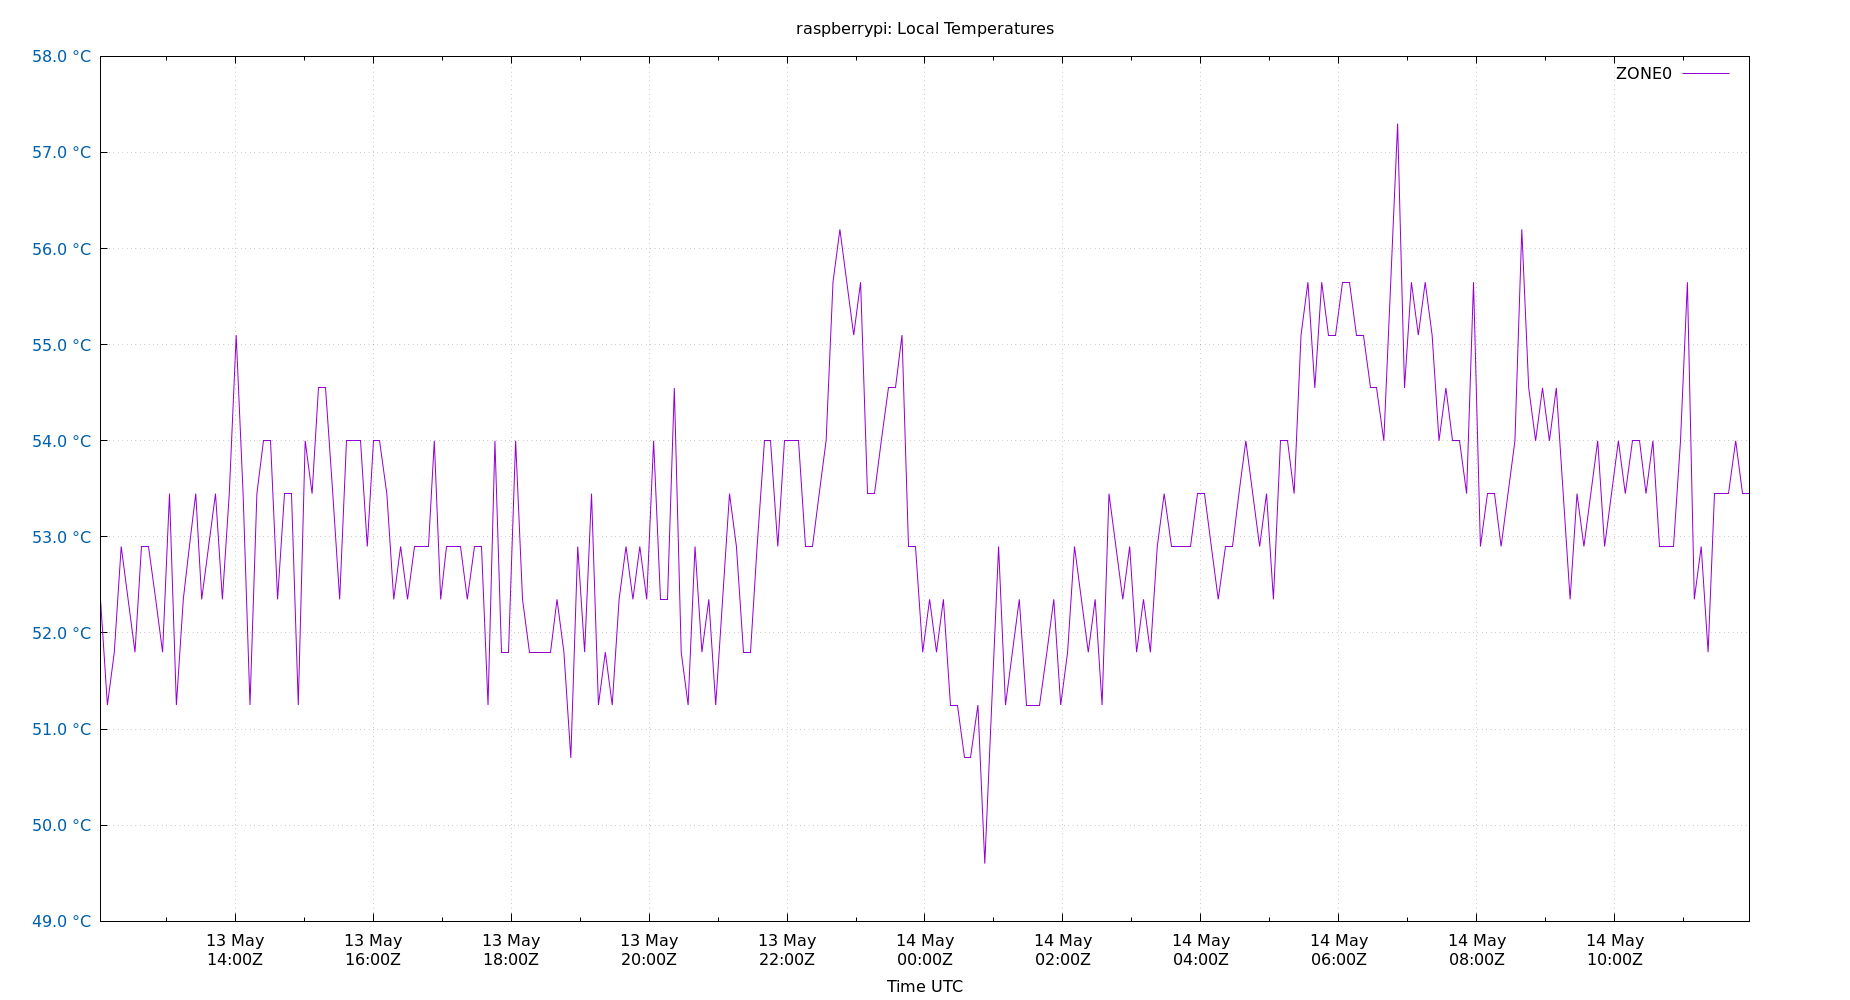 raspberrypi: Local Temperatures
58.0 °C
ZONE0
57.0 °C
56.0 °C
55.0 °C
54.0 °C
53.0 °C
52.0 °C
51.0 °C
50.0 °C
49.0 °C
13 May 13 May 13 May 13 May 13 May 14 May 14 May 14 May 14 May 14 May 14 May
14:00Z 16:00Z 18:00Z 20:00Z 22:00Z 00:00Z 02:00Z 04:00Z 06:00Z 08:00Z 10:00Z
Time UTC